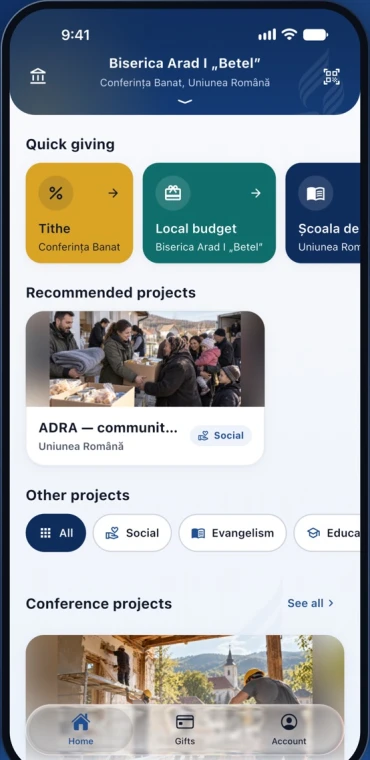 9:41
Biserica Arad I „Betel”
Conferința Banat, Uniunea Română
Quick giving
Tithe
Conferința Banat
Local budget
Biserica Arad I „Betel”
Școala de
Uniunea Rom
Recommended projects
ADRA — communit...
Uniunea Română
Social
Other projects
All
Social
Evangelism
Educa
Conference projects
See all
Home
Gifts
Account